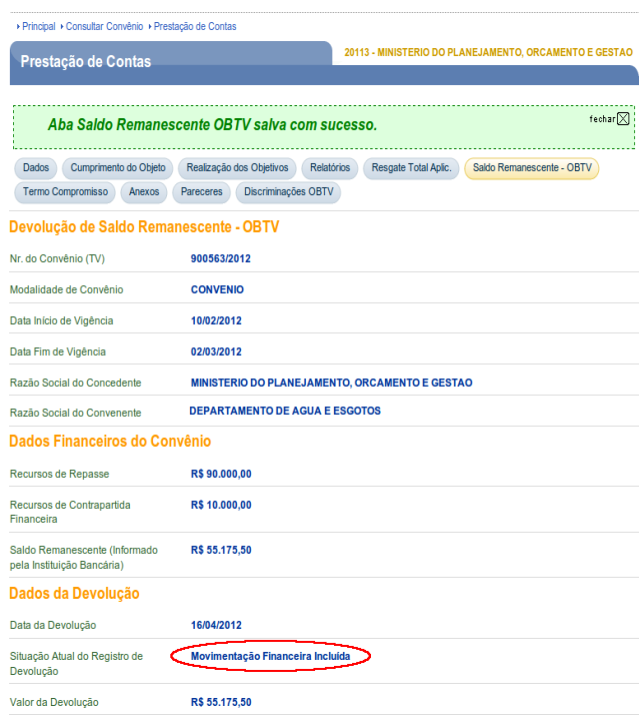 Principal Consultar Convênio Prestação de Contas
20113 - MINISTERIO DO PLANEJAMENTO, ORCAMENTO E GESTAO
Prestação de Contas
fechar
Aba Saldo Remanescente OBTV salva com sucesso.
Dados Cumprimento do Objeto Realização dos Objetivos Relatórios Resgate Total Aplic. Saldo Remanescente - OBTV
Termo Compromisso Anexos Pareceres Discriminações OBTV
Devolução de Saldo Remanescente - OBTV
Nr. do Convênio (TV) 900563/2012
Modalidade de Convênio CONVENIO
Data Início de Vigência 10/02/2012
Data Fim de Vigência 02/03/2012
Razão Social do Concedente MINISTERIO DO PLANEJAMENTO, ORCAMENTO E GESTAO
Razão Social do Convenente DEPARTAMENTO DE AGUA E ESGOTOS
Dados Financeiros do Convênio
Recursos de Repasse R$ 90.000,00
Recursos de Contrapartida R$ 10.000,00
Financeira
Saldo Remanescente (Informado R$ 55.175,50
pela Instituição Bancária)
Dados da Devolução
Data da Devolução 16/04/2012
Situação Atual do Registro de Movimentação Financeira Incluída
Devolução
Valor da Devolução R$ 55.175,50